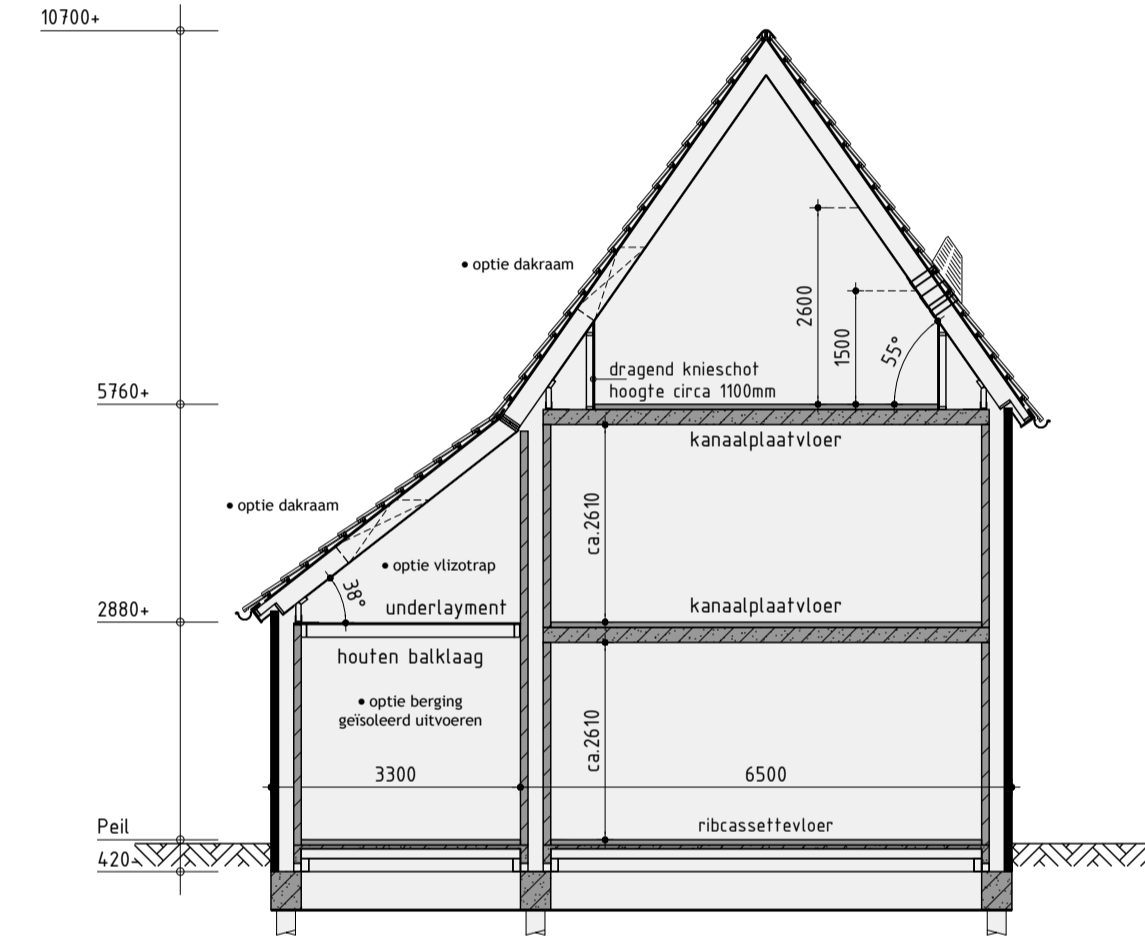 10700+
• optie dakraam
2600
1500
55°
dragend knieschot
hoogte circa 1100mm
5760+
kanaalplaatvloer
• optie dakraam
ca.2610
• optie vlizotrap
38°
underlayment
kanaalplaatvloer
2880+
houten balklaag
• optie berging
geïsoleerd uitvoeren
ca.2610
3300
6500
Peil
ribcassettevloer
420-